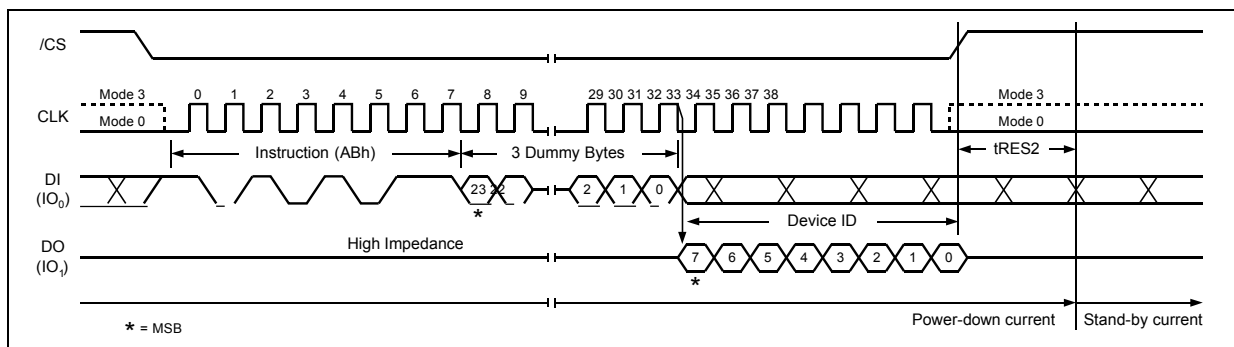 /CS
Mode 3
0 1 2 3 4 5 6 7 8 9 29 30 31 32 33 34 35 36 37 38
Mode 3
CLK
Mode 0
Mode 0
Instruction (ABh)
3 Dummy Bytes
tRES2
DI
(IO0)
23 22 2 1 0
*
Device ID
High Impedance
DO
(IO1)
7 6 5 4 3 2 1 0
*
* = MSB
Power-down current
Stand-by current